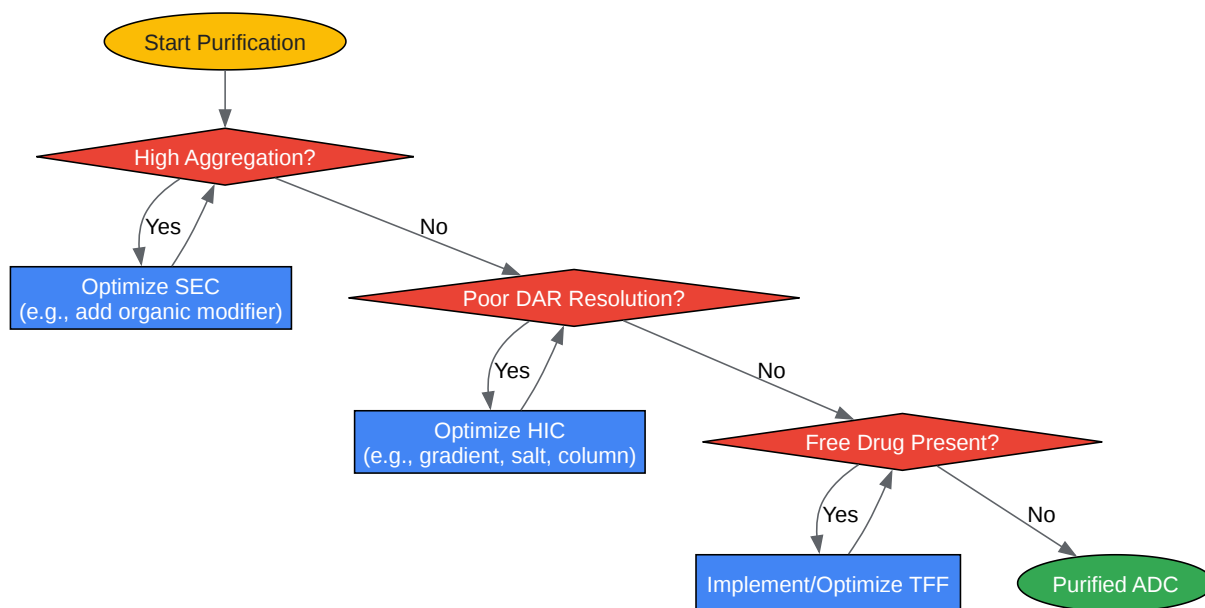 Start Purification
High Aggregation?
Yes
No
Optimize SEC
(e.g., add organic modifier)
Poor DAR Resolution?
Yes
No
Optimize HIC
(e.g., gradient, salt, column)
Free Drug Present?
Yes
No
Implement/Optimize TFF
Purified ADC